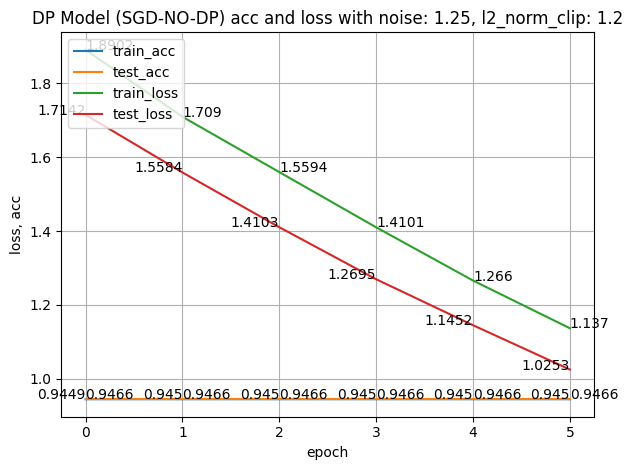 DP Model (SGD-NO-DP) acc and loss with noise: 1.25, l2_norm_clip: 1.2
train_acc
test_acc
train_loss
test_loss
1.8902
1.7142
1.709
1.5584
1.5594
1.4103
1.4101
1.2695
1.266
1.1452
1.137
1.0253
0.9449 0.9466 0.945 0.9466 0.945 0.9466 0.945 0.9466 0.945 0.9466 0.945 0.9466
1.8
1.6
1.4
1.2
1.0
loss, acc
0 1 2 3 4 5
epoch